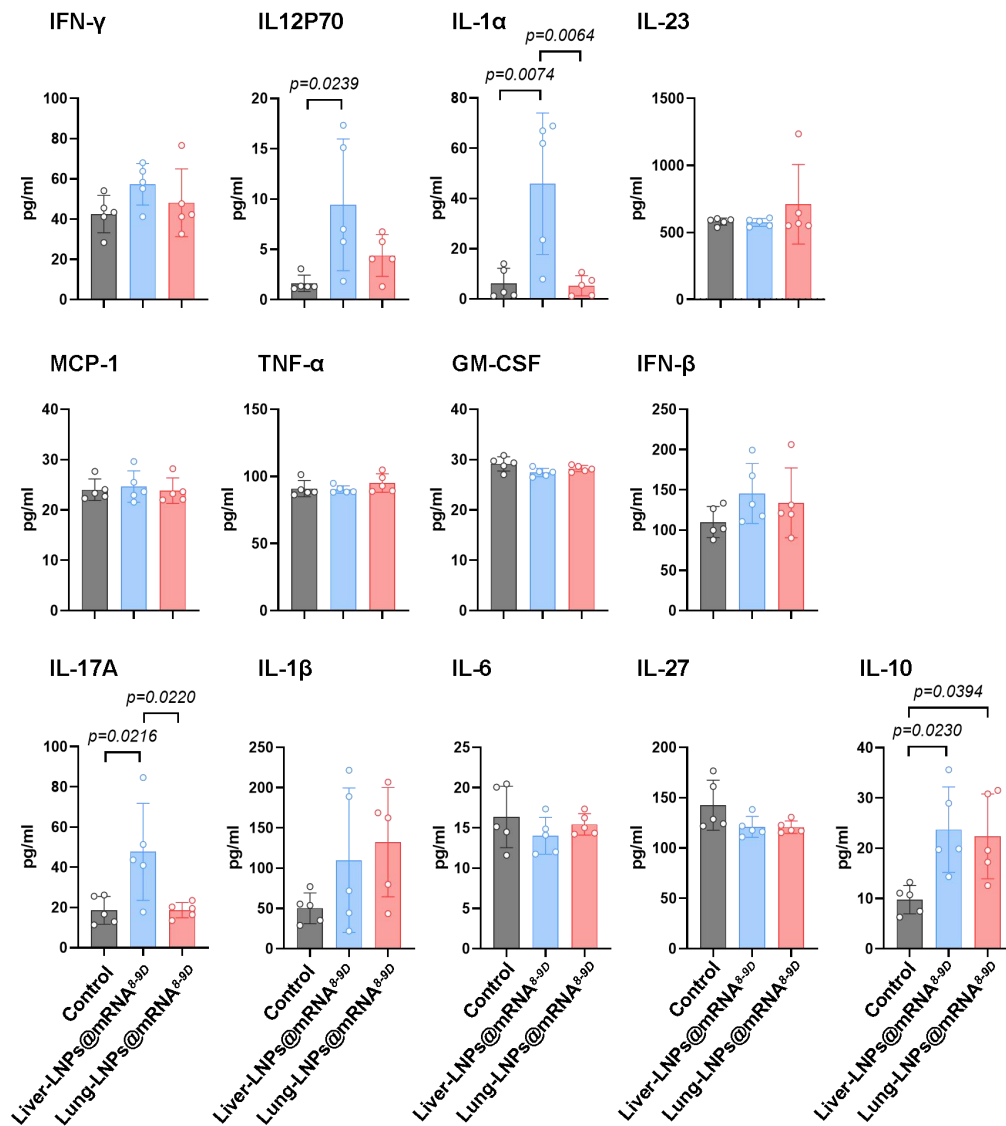 IFN-γ
IL12P70
IL-1α
IL-23
p=0.0064
p=0.0239
p=0.0074
pg/ml
100
80
60
40
20
0
pg/ml
20
15
10
5
0
pg/ml
80
60
40
20
0
pg/ml
1500
1000
500
0
MCP-1
TNF-α
GM-CSF
IFN-β
pg/ml
40
30
20
10
0
pg/ml
150
100
50
0
pg/ml
40
30
20
10
0
pg/ml
250
200
150
100
50
0
IL-17A
IL-1β
IL-6
IL-27
IL-10
p=0.0220
p=0.0216
p=0.0394
p=0.0230
pg/ml
100
80
60
40
20
0
pg/ml
250
200
150
100
50
0
pg/ml
25
20
15
10
5
0
pg/ml
200
150
100
50
0
pg/ml
40
30
20
10
0
Control
Liver-LNPs@mRNA8-9D
Lung-LNPs@mRNA8-9D
Control
Liver-LNPs@mRNA8-9D
Lung-LNPs@mRNA8-9D
Control
Liver-LNPs@mRNA8-9D
Lung-LNPs@mRNA8-9D
Control
Liver-LNPs@mRNA8-9D
Lung-LNPs@mRNA8-9D
Control
Liver-LNPs@mRNA8-9D
Lung-LNPs@mRNA8-9D